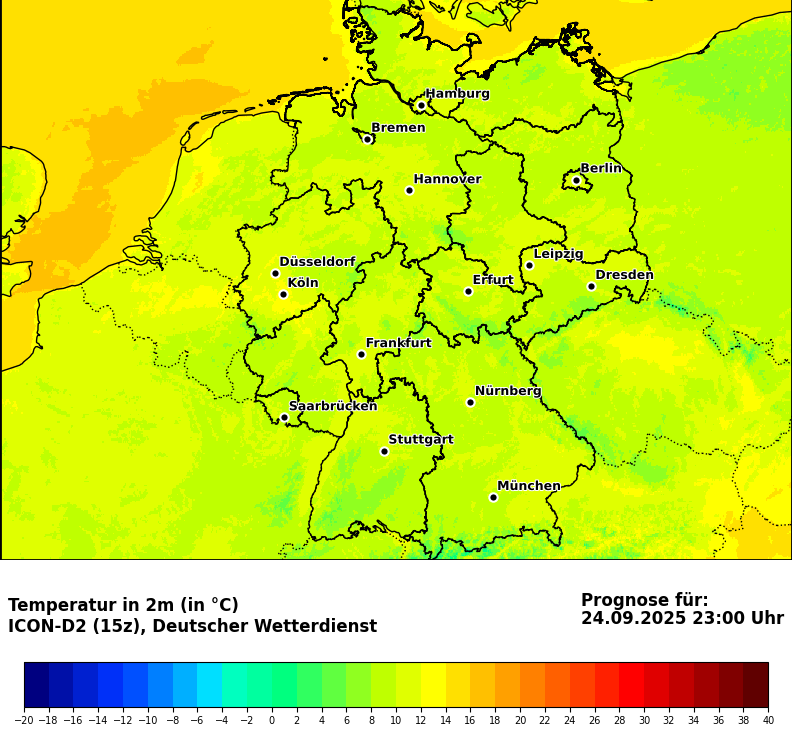 Hamburg
Bremen
Berlin
Hannover
Leipzig
Düsseldorf
Dresden
Köln
Erfurt
Frankfurt
Nürnberg
Saarbrücken
Stuttgart
München
Temperatur in 2m (in °C)
ICON-D2 (15z), Deutscher Wetterdienst
Prognose für:
24.09.2025 23:00 Uhr
−20 −18 −16 −14 −12 −10 −8 −6 −4 −2 0 2 4 6 8 10 12 14 16 18 20 22 24 26 28 30 32 34 36 38 40